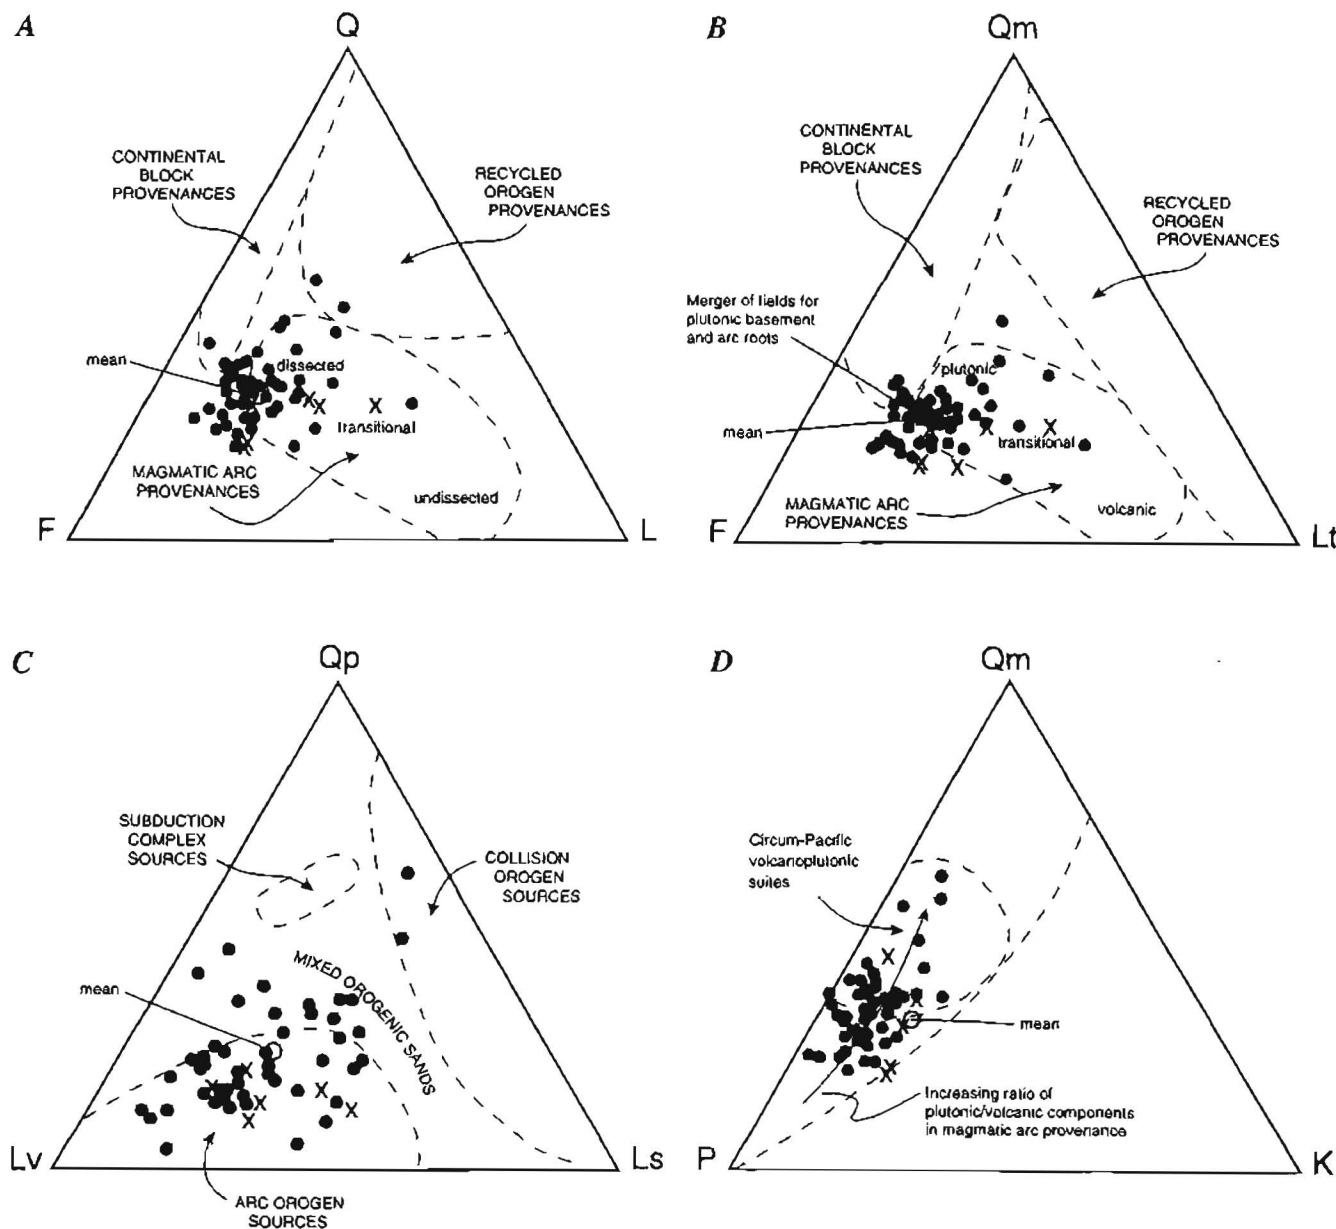 A
Q
CONTINENTAL
BLOCK
PROVENANCES
RECYCLED
OROGEN
PROVENANCES
mean
dissected
transitional
MAGMATIC ARC
PROVENANCES
undissected
F
L
B
Qm
CONTINENTAL
BLOCK
PROVENANCES
RECYCLED
OROGEN
PROVENANCES
Merger of fields for
plutonic basement
and arc roots
plutonic
mean
transitional
MAGMATIC ARC
PROVENANCES
volcanic
F
Lt
C
Qp
SUBDUCTION
COMPLEX
SOURCES
COLLISION
OROGEN
SOURCES
MIXED OROGENIC SANDS
mean
Lv
Ls
ARC OROGEN
SOURCES
D
Qm
Circum-Pacific
volcanoplutonic
suites
mean
Increasing ratio of
plutonic/volcanic components
in magmatic arc provenance
P
K